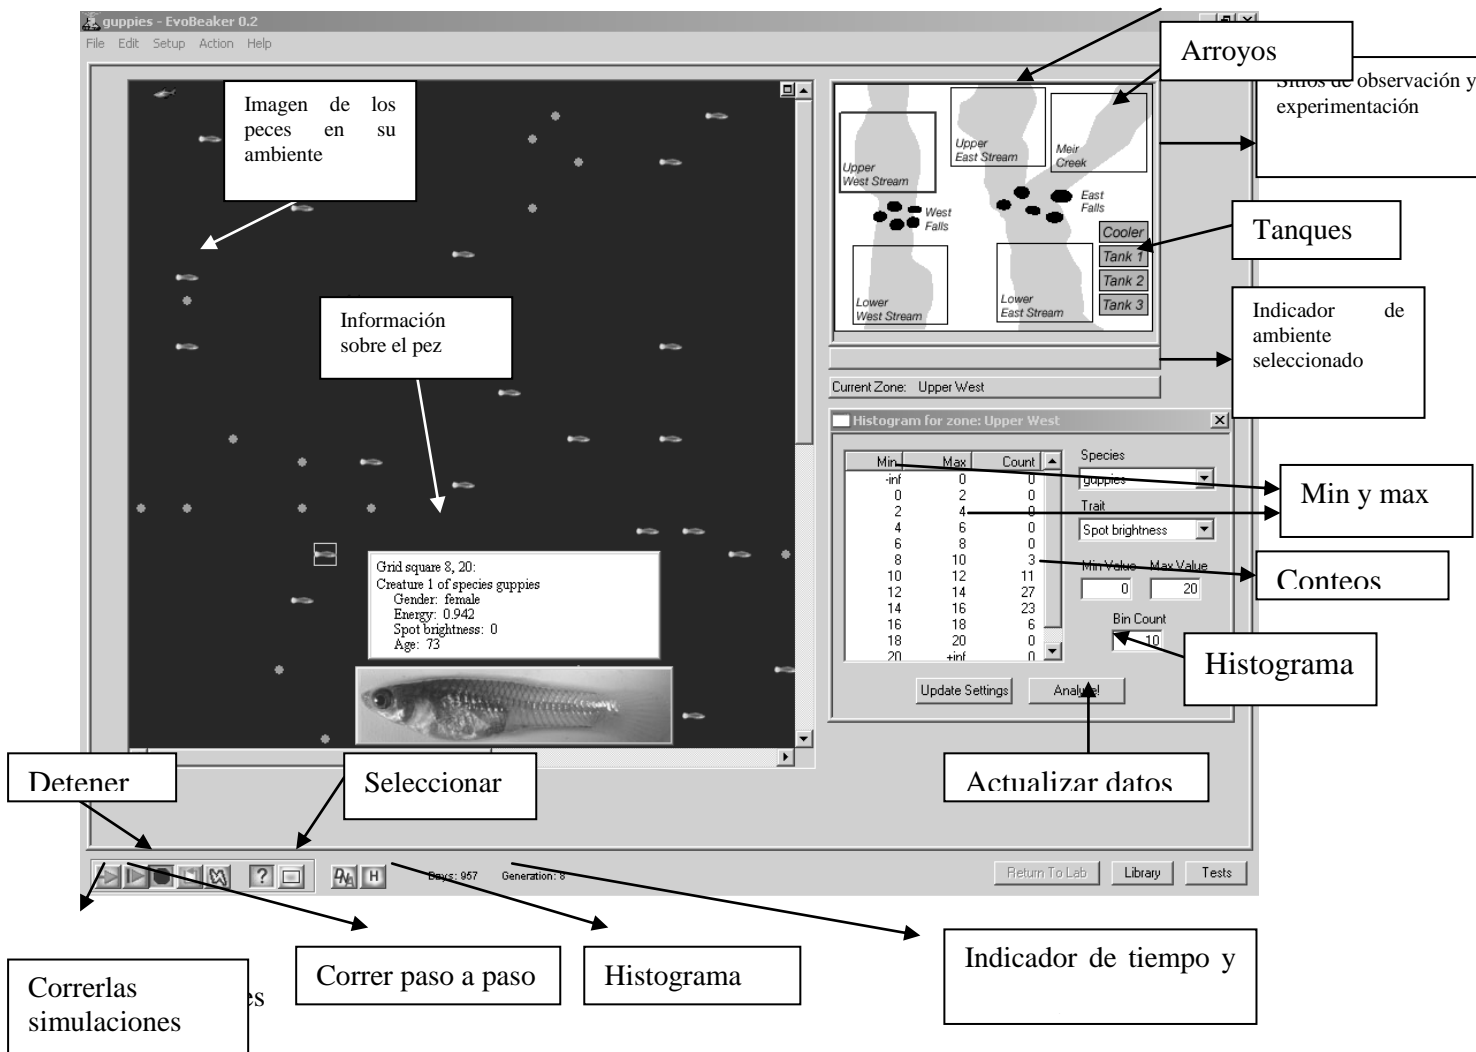 guppies - EvoBeaker 0.2
File Edit Setup Action Help
Arroyos
Sitios de observación y
experimentación
Imagen de los
peces en su
ambiente
Upper
West Stream
Upper
East Stream
Meir
Creek
West
Falls
East
Falls
Cooler
Tank 1
Tank 2
Tank 3
Lower
West Stream
Lower
East Stream
Tanques
Información
sobre el pez
Indicador de
ambiente
seleccionado
Current Zone: Upper West
Histogram for zone: Upper West
Min Max Count
-inf 0 0
0 2 0
2 4 0
4 6 0
6 8 0
8 10 3
10 12 11
12 14 27
14 16 23
16 18 6
18 20 0
20 +inf 0
Species
guppies
Trait
Spot brightness
Min Value Max Value
0 20
Bin Count
10
Update Settings
Analyze!
Min y max
Conteos
Histograma
Grid square 8, 20:
Creature 1 of species guppies
Gender: female
Energy: 0.942
Spot brightness: 0
Age: 73
Detener
Seleccionar
Actualizar datos
? DNA H
Days: 957 Generation: 8
Return To Lab Library Tests
Correrlas
simulaciones
es
Correr paso a paso
Histograma
Indicador de tiempo y